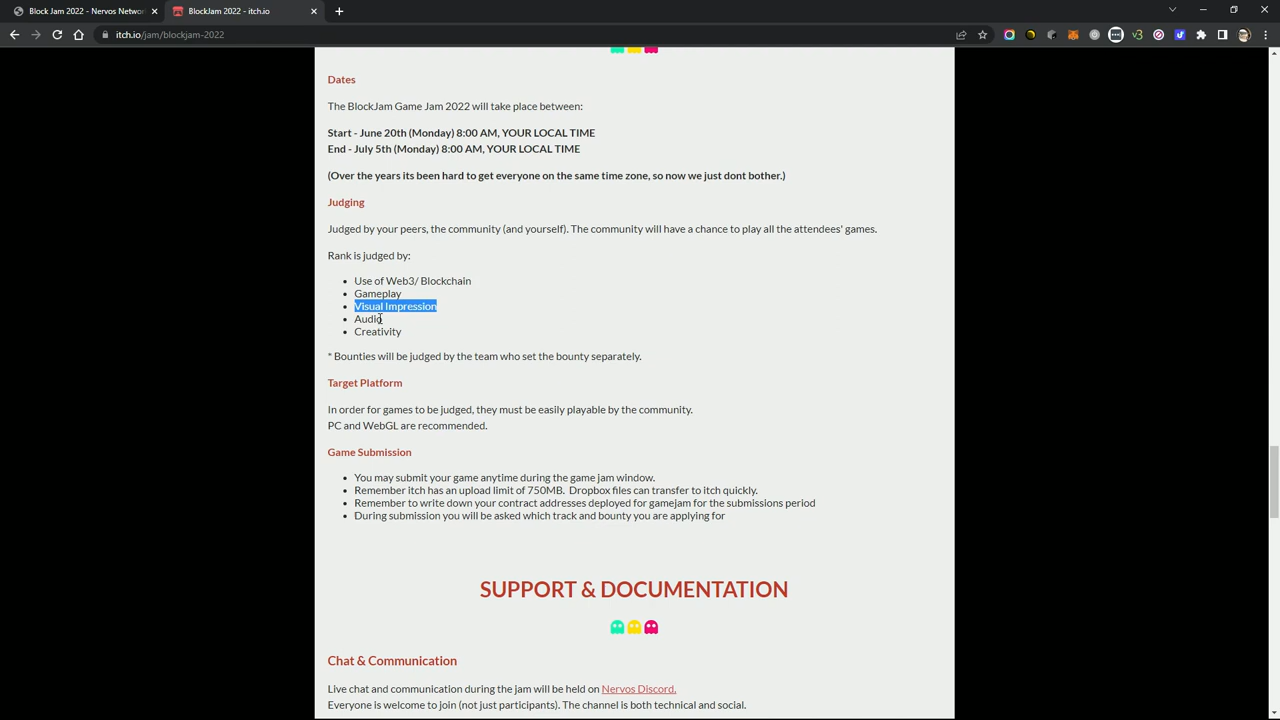 Block Jam 2022 - Nervos Networ
BlockJam 2022 - itch.io
itch.io/jam/blockjam-2022
Dates
The BlockJam Game Jam 2022 will take place between:
Start - June 20th (Monday) 8:00 AM, YOUR LOCAL TIME
End - July 5th (Monday) 8:00 AM, YOUR LOCAL TIME
(Over the years its been hard to get everyone on the same time zone, so now we just dont bother.)
Judging
Judged by your peers, the community (and yourself). The community will have a chance to play all the attendees' games.
Rank is judged by:
• Use of Web3/ Blockchain
• Gameplay
• Visual Impression
• Audio
• Creativity
* Bounties will be judged by the team who set the bounty separately.
Target Platform
In order for games to be judged, they must be easily playable by the community.
PC and WebGL are recommended.
Game Submission
• You may submit your game anytime during the game jam window.
• Remember itch has an upload limit of 750MB. Dropbox files can transfer to itch quickly.
• Remember to write down your contract addresses deployed for gamejam for the submissions period
• During submission you will be asked which track and bounty you are applying for
SUPPORT & DOCUMENTATION
Chat & Communication
Live chat and communication during the jam will be held on Nervos Discord.
Everyone is welcome to join (not just participants). The channel is both technical and social.